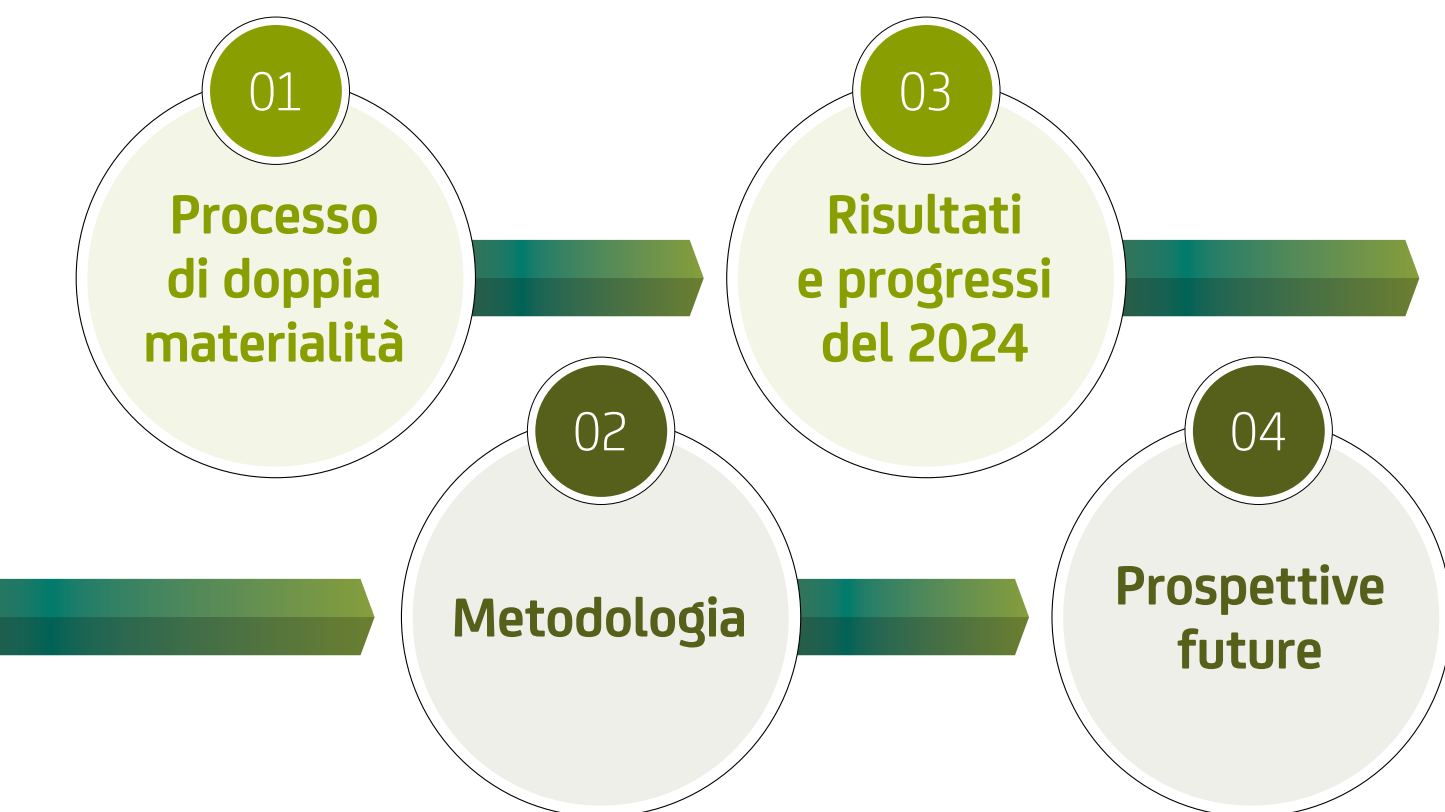 01
Processo
di doppia
materialità
02
Metodologia
03
Risultati
e progressi
del 2024
04
Prospettive
future